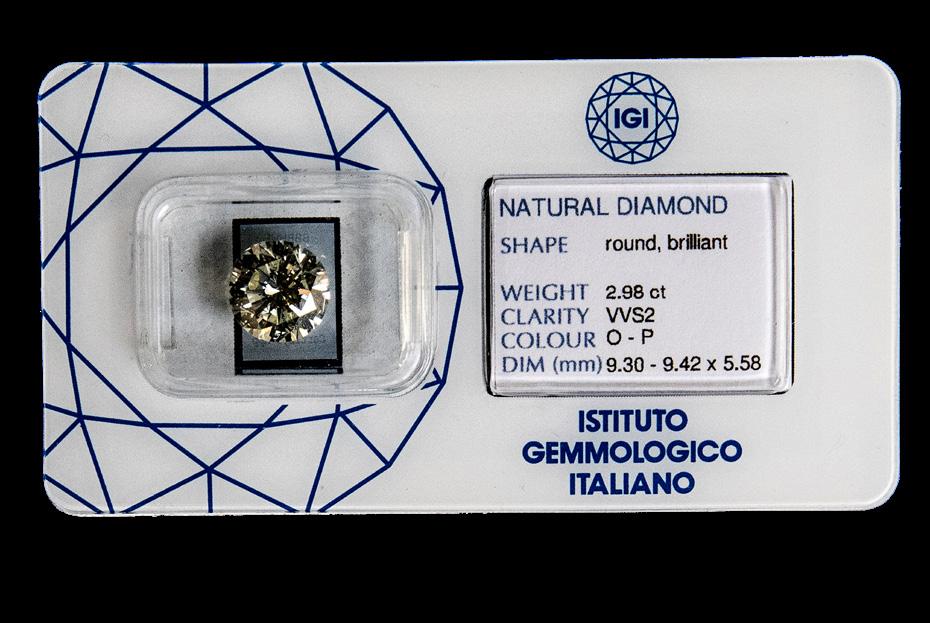 IGI
NATURAL DIAMOND
SHAPE round, brilliant
WEIGHT 2.98 ct
CLARITY VVS2
COLOUR O - P
DIM (mm) 9.30 - 9.42 x 5.58
ISTITUTO
GEMMOLOGICO
ITALIANO